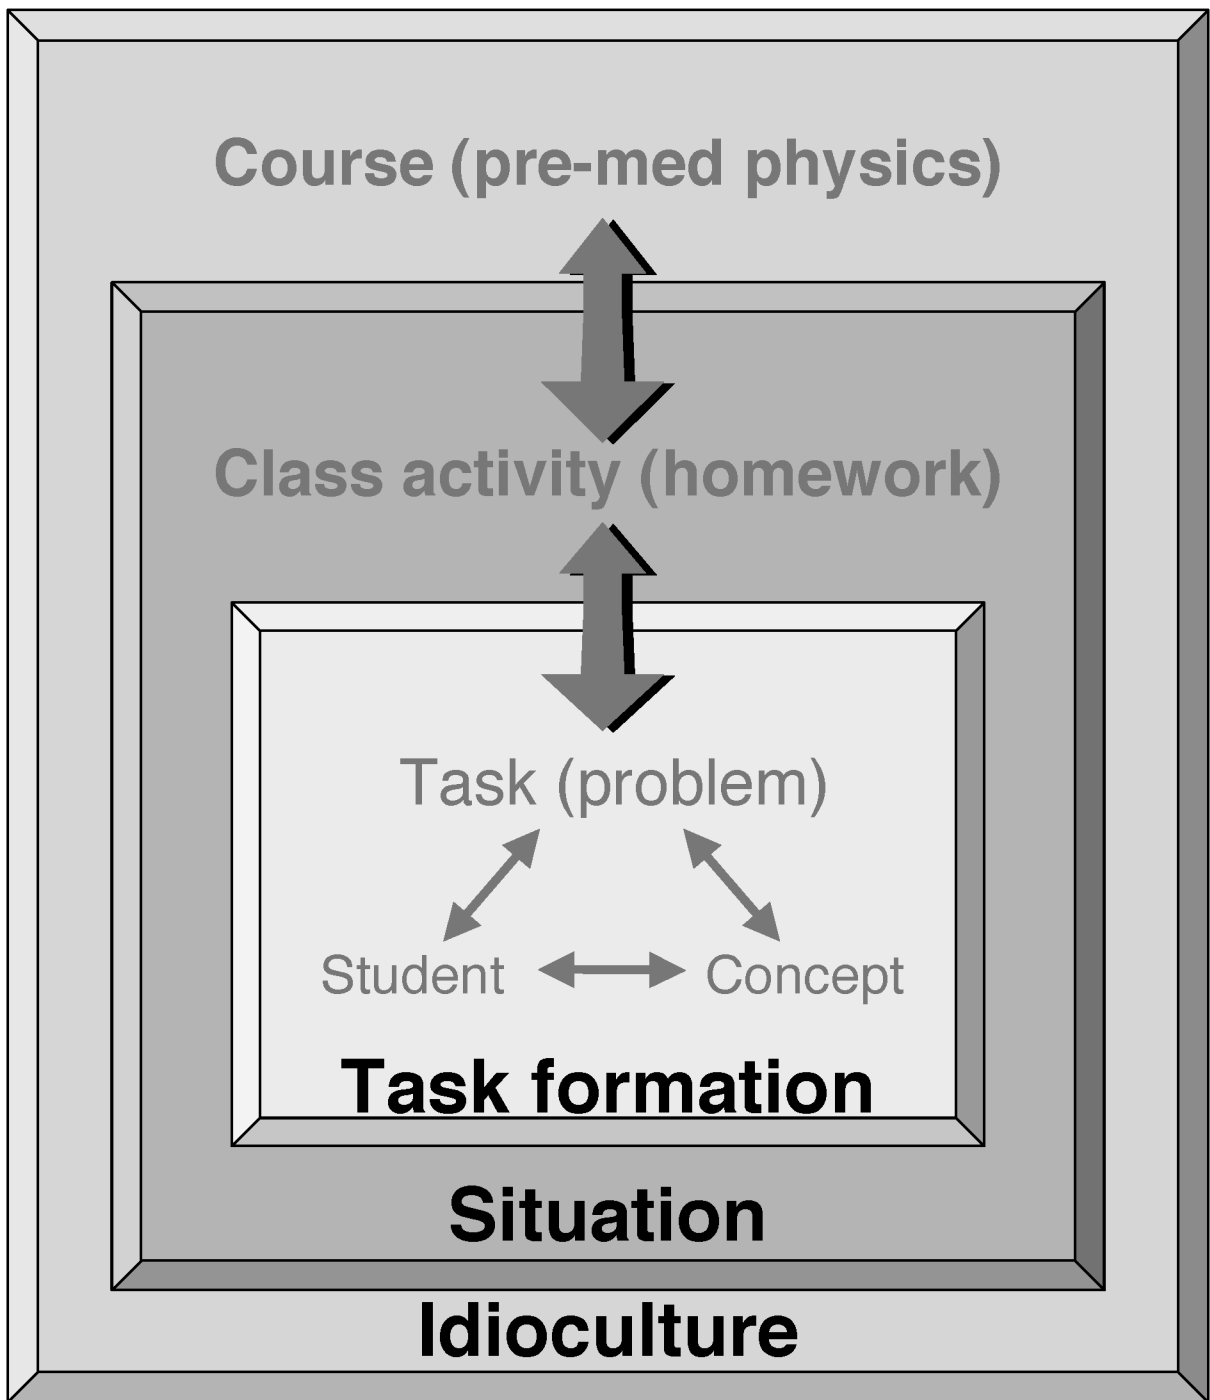 Course (pre-med physics)
Class activity (homework)
Task (problem)
Student
Concept
Task formation
Situation
Idioculture